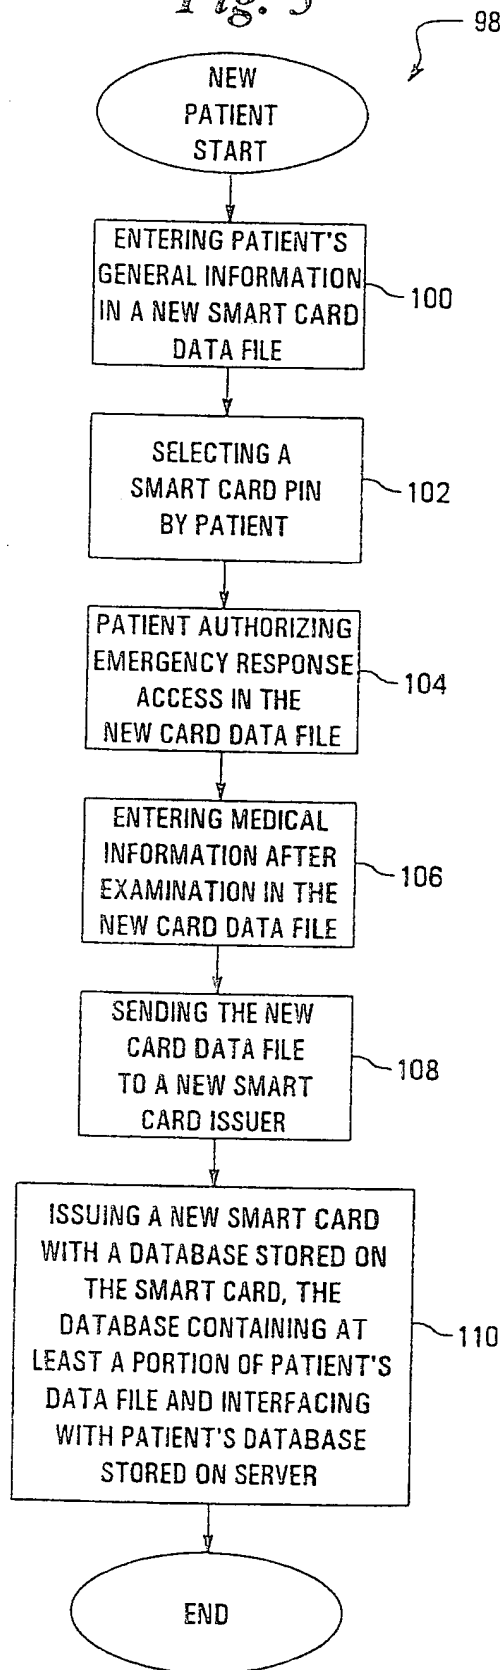 98
NEW
PATIENT
START
ENTERING PATIENT'S
GENERAL INFORMATION
IN A NEW SMART CARD
DATA FILE
100
SELECTING A
SMART CARD PIN
BY PATIENT
102
PATIENT AUTHORIZING
EMERGENCY RESPONSE
ACCESS IN THE
NEW CARD DATA FILE
104
ENTERING MEDICAL
INFORMATION AFTER
EXAMINATION IN THE
NEW CARD DATA FILE
106
SENDING THE NEW
CARD DATA FILE
TO A NEW SMART
CARD ISSUER
108
ISSUING A NEW SMART CARD
WITH A DATABASE STORED ON
THE SMART CARD, THE
DATABASE CONTAINING AT
LEAST A PORTION OF PATIENT'S
DATA FILE AND INTERFACING
WITH PATIENT'S DATABASE
STORED ON SERVER
110
END